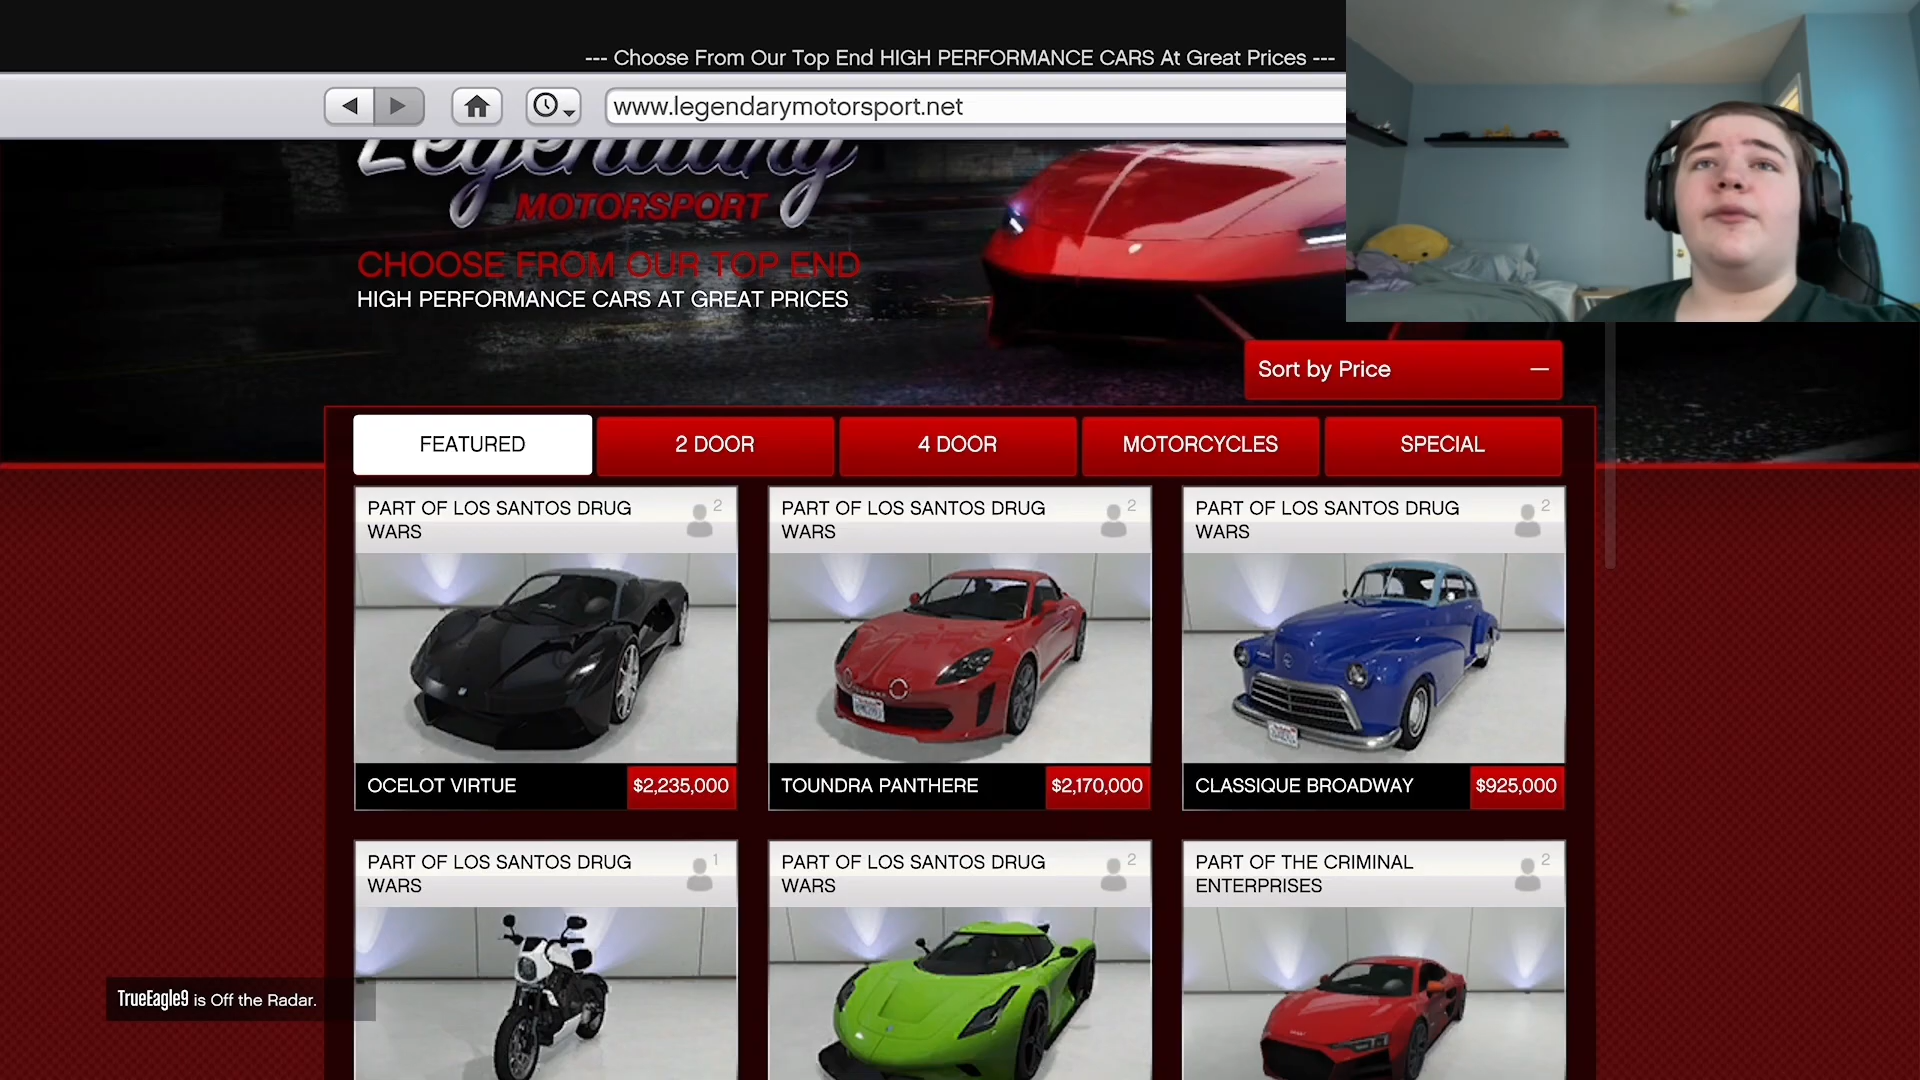 --- Choose From Our Top End HIGH PERFORMANCE CARS At Great Prices ---
www.legendarymotorsport.net
Legendary
MOTORSPORT
CHOOSE FROM OUR TOP END
HIGH PERFORMANCE CARS AT GREAT PRICES
Sort by Price
FEATURED
2 DOOR
4 DOOR
MOTORCYCLES
SPECIAL
PART OF LOS SANTOS DRUG
WARS
2
PART OF LOS SANTOS DRUG
WARS
2
PART OF LOS SANTOS DRUG
WARS
2
OCELOT VIRTUE
$2,235,000
TOUNDRA PANTHERE
$2,170,000
CLASSIQUE BROADWAY
$925,000
PART OF LOS SANTOS DRUG
WARS
1
PART OF LOS SANTOS DRUG
WARS
2
PART OF THE CRIMINAL
ENTERPRISES
2
TrueEagle9 is Off the Radar.